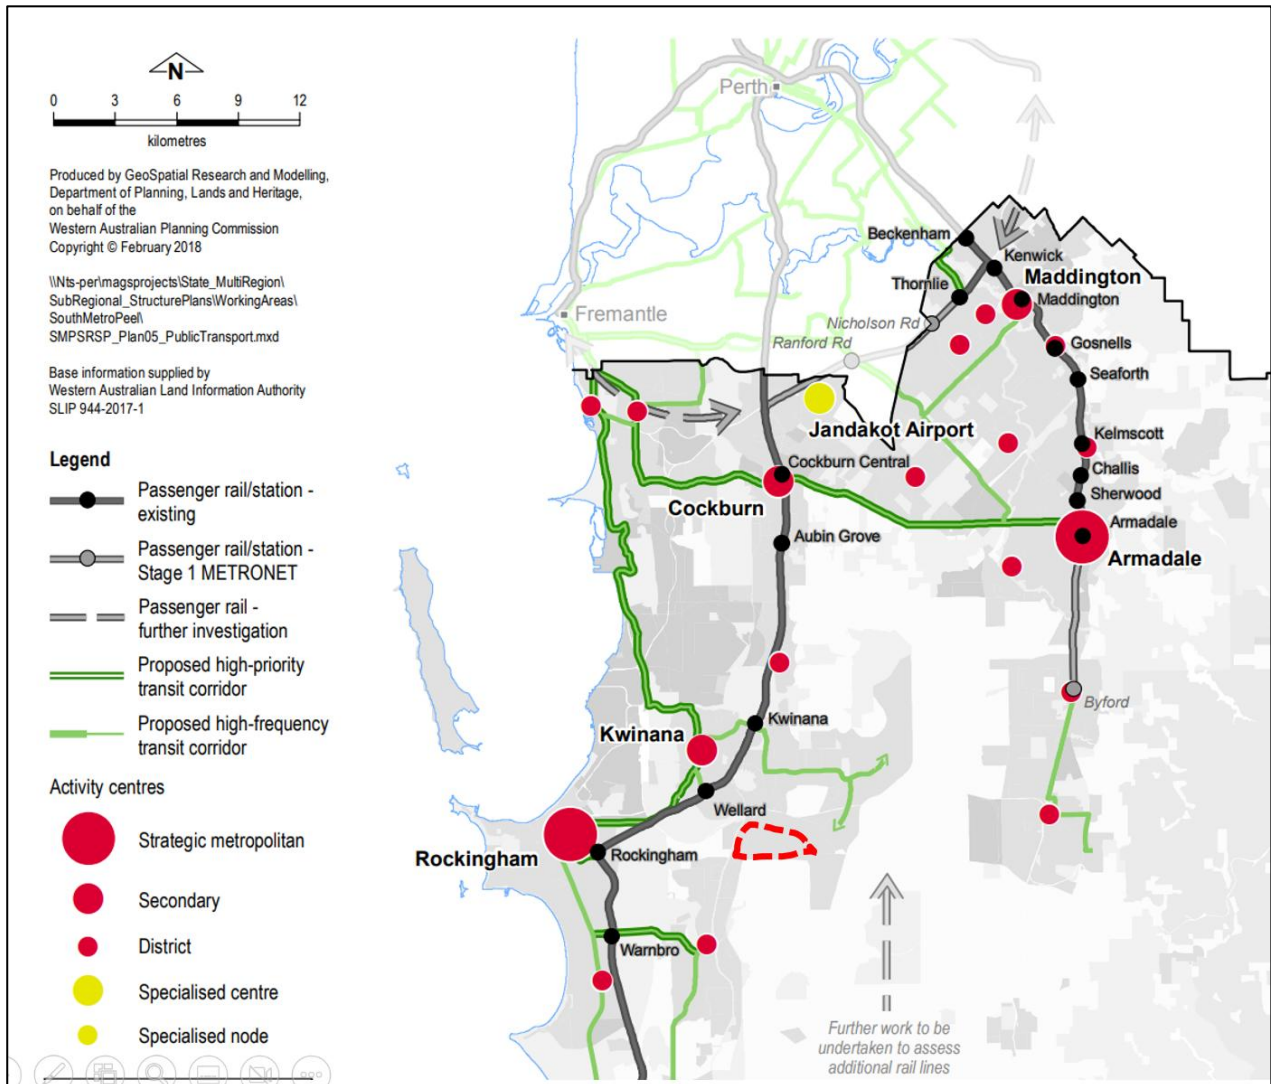 N
0 3 6 9 12
kilometres
Produced by GeoSpatial Research and Modelling,
Department of Planning, Lands and Heritage,
on behalf of the
Western Australian Planning Commission
Copyright © February 2018
\\Nts-per\magsprojects\State_MultiRegion\
SubRegional_StructurePlans\WorkingAreas\
SouthMetroPeel\
SMPSRSP_Plan05_PublicTransport.mxd
Base information supplied by
Western Australian Land Information Authority
SLIP 944-2017-1
Legend
Passenger rail/station -
existing
Passenger rail/station -
Stage 1 METRONET
Passenger rail -
further investigation
Proposed high-priority
transit corridor
Proposed high-frequency
transit corridor
Activity centres
Strategic metropolitan
Secondary
District
Specialised centre
Specialised node
Perth
Beckenham
Kenwick
Maddington
Thornlie
Maddington
Fremantle
Nicholson Rd
Ranford Rd
Gosnells
Seaforth
Jandakot Airport
Kelmscott
Cockburn Central
Challis
Sherwood
Cockburn
Armadale
Aubin Grove
Armadale
Byford
Kwinana
Kwinana
Wellard
Rockingham
Rockingham
Warnbro
Further work to be
undertaken to assess
additional rail lines